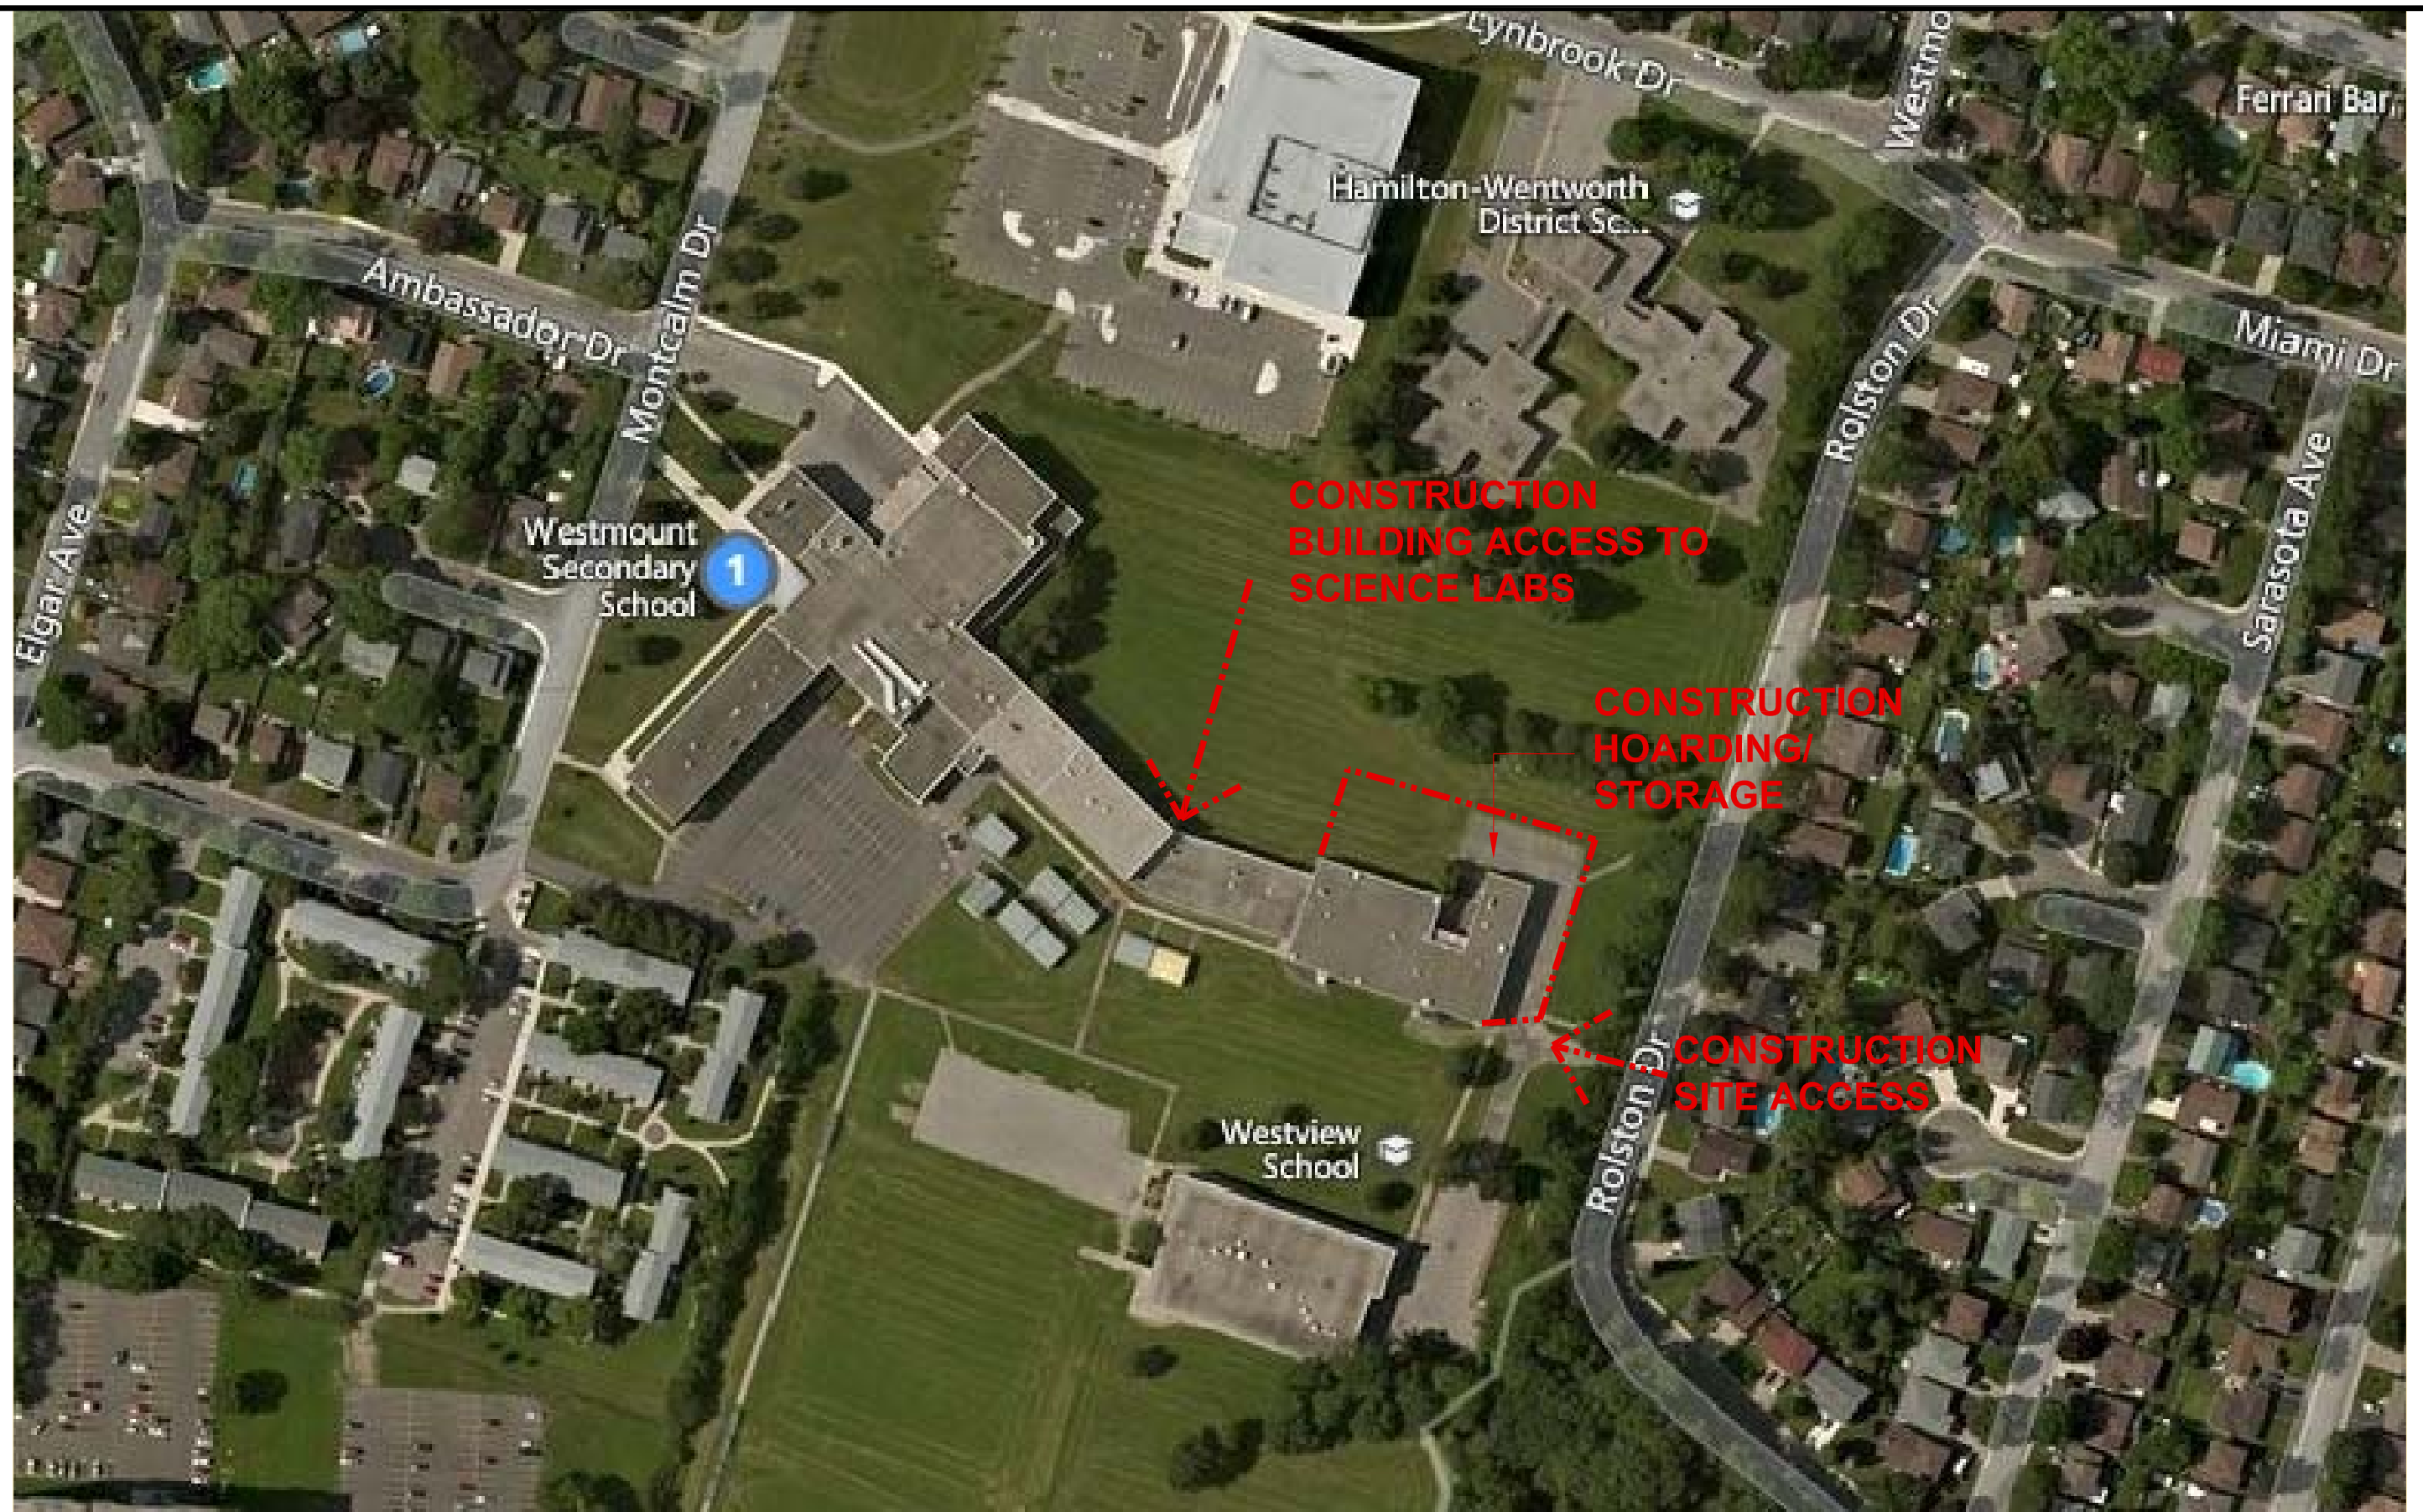 Lynbrook Dr
Westmo
Ferrari Bar,
Hamilton-Wentworth
District Sc...
Ambassador Dr
Montcalm Dr
Rolston Dr
Miami Dr
Sarasota Ave
Elgar Ave
Westmount
Secondary
School
1
CONSTRUCTION
BUILDING ACCESS TO
SCIENCE LABS
CONSTRUCTION
HOARDING/
STORAGE
CONSTRUCTION
SITE ACCESS
Rolston Dr
Westview
School